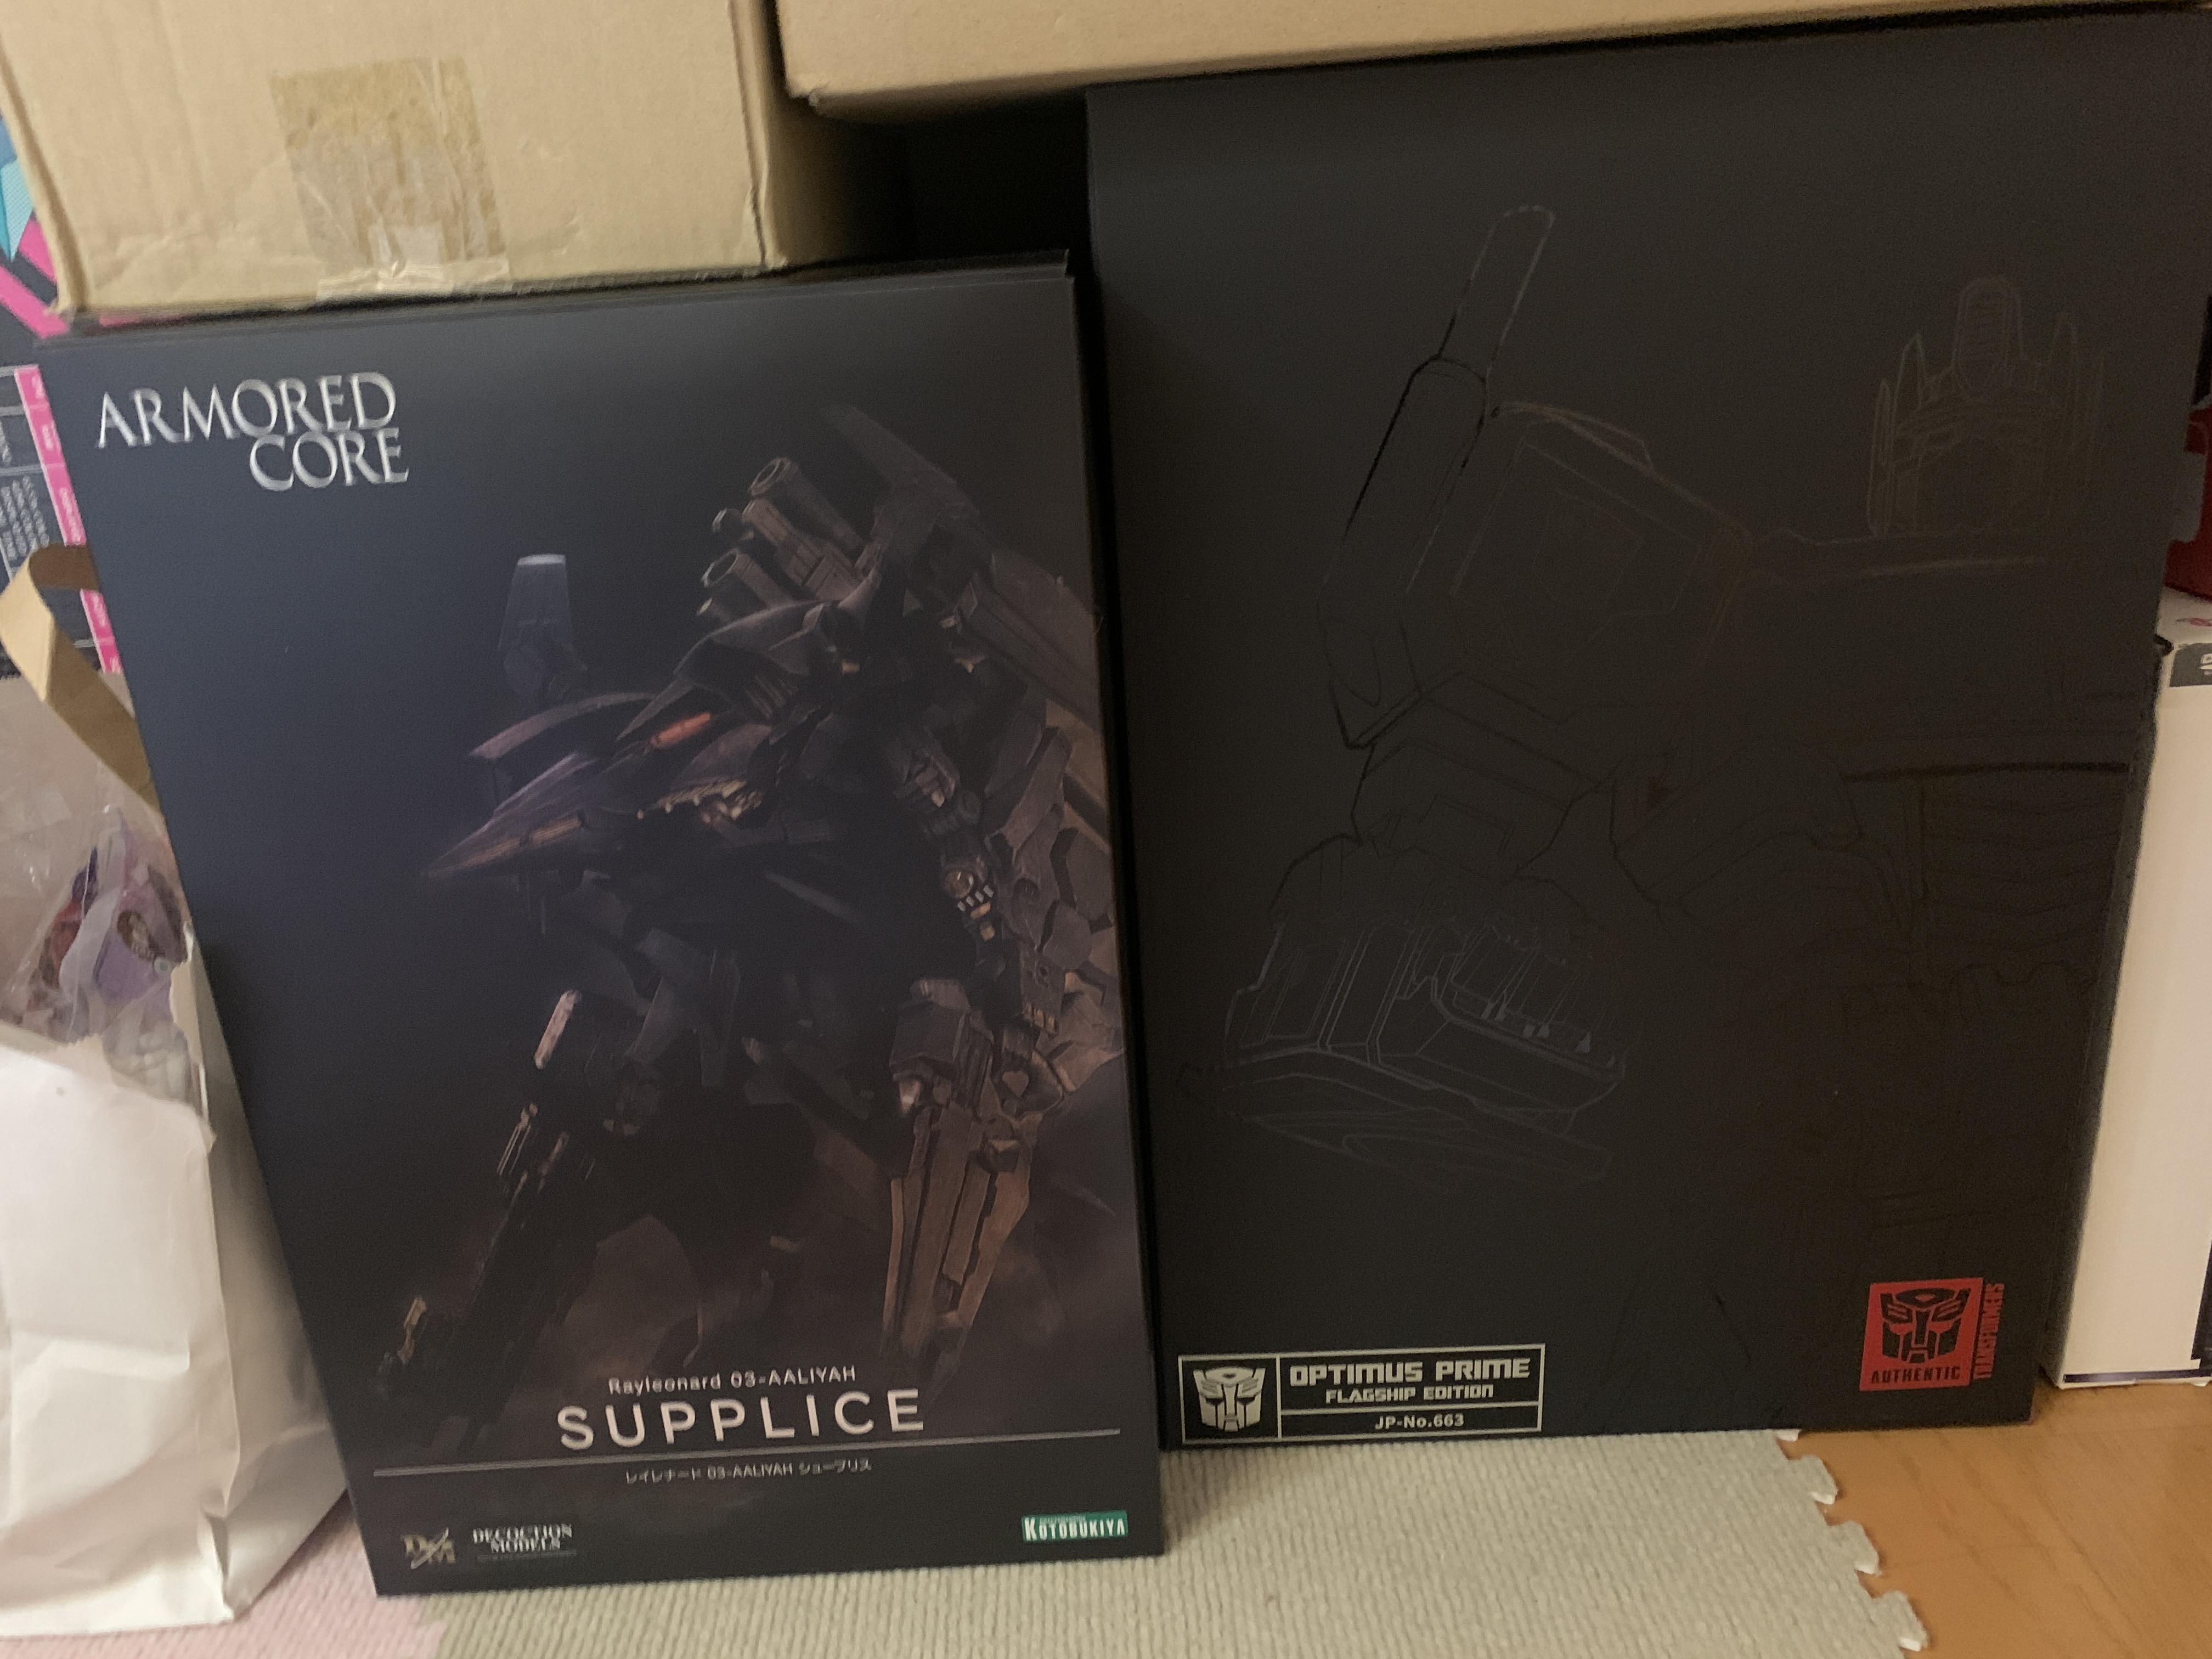 ARMORED
CORE
Rayleonard 03-AALIYAH
SUPPLICE
レイレナード 03-AALIYAH シュープリス
DECOCTION
MODELS
KOTOBUKIYA
OPTIMUS PRIME
FLAGSHIP EDITION
JP-No.663
AUTHENTIC
TRANSFORMERS